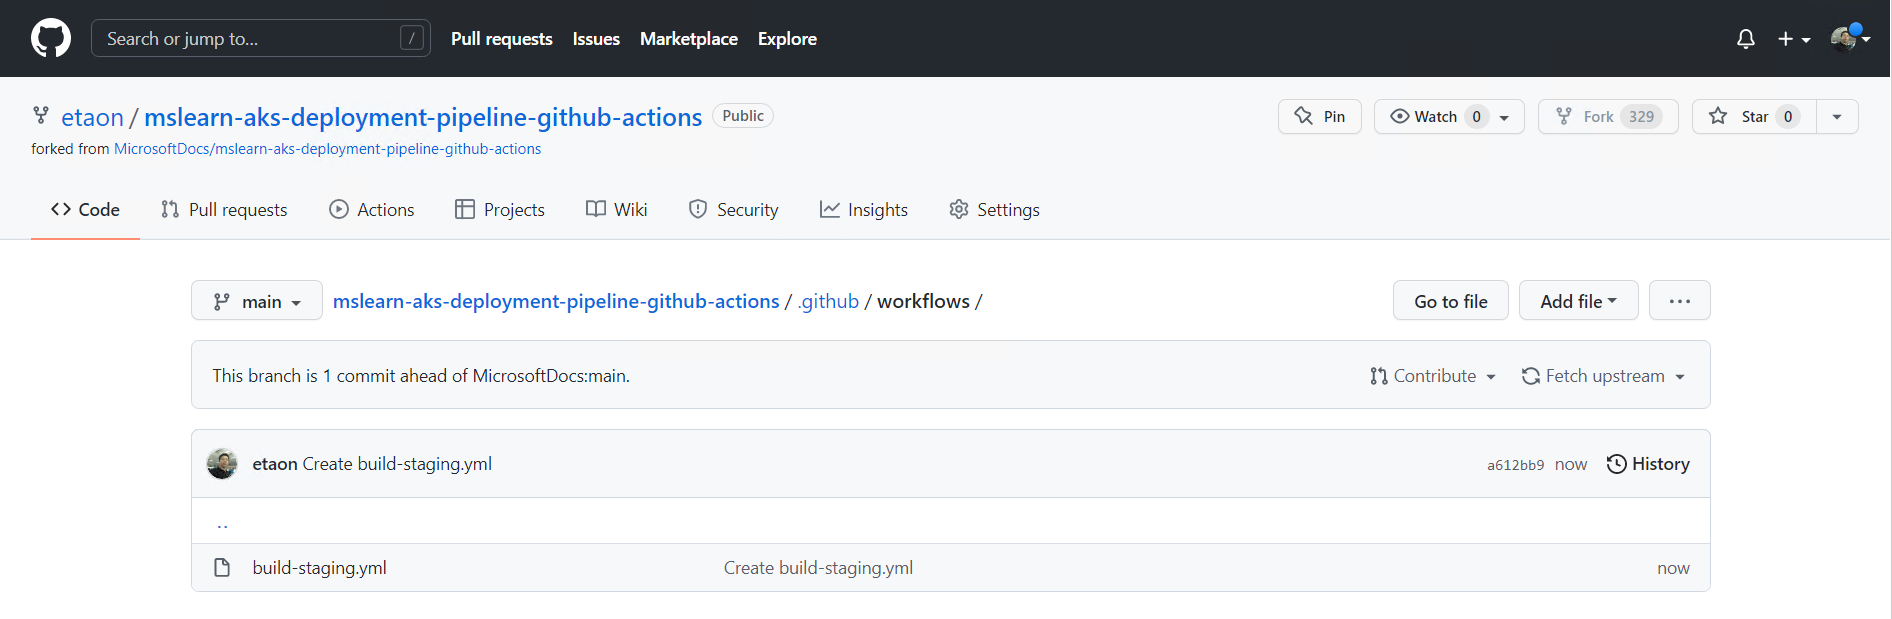 Search or jump to... /
Pull requests Issues Marketplace Explore
etaon / mslearn-aks-deployment-pipeline-github-actions Public
Pin Watch 0 Fork 329 Star 0
forked from MicrosoftDocs/mslearn-aks-deployment-pipeline-github-actions
Code Pull requests Actions Projects Wiki Security Insights Settings
main mslearn-aks-deployment-pipeline-github-actions / .github / workflows /
Go to file Add file ...
This branch is 1 commit ahead of MicrosoftDocs:main.
Contribute Fetch upstream
etaon Create build-staging.yml a612bb9 now History
..
build-staging.yml Create build-staging.yml now